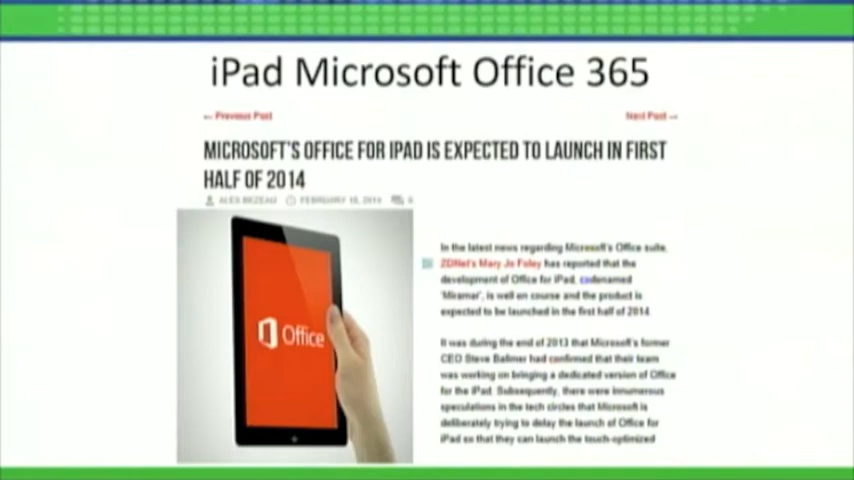 iPad Microsoft Office 365
← Previous Post
Next Post →
MICROSOFT'S OFFICE FOR IPAD IS EXPECTED TO LAUNCH IN FIRST
HALF OF 2014
FEBRUARY 18, 2014 0
Office
In the latest news regarding Microsoft's Office suite,
ZDNet's Mary Jo Foley has reported that the
development of Office for iPad, codenamed
'Miramar', is well on course and the product is
expected to be launched in the first half of 2014
It was during the end of 2013 that Microsoft's former
CEO Steve Ballmer had confirmed that their team
was working on bringing a dedicated version of Office
for the iPad. Subsequently, there were innumerous
speculations in the tech circles that Microsoft is
deliberately trying to delay the launch of Office for
iPad so that they can launch the touch-optimized